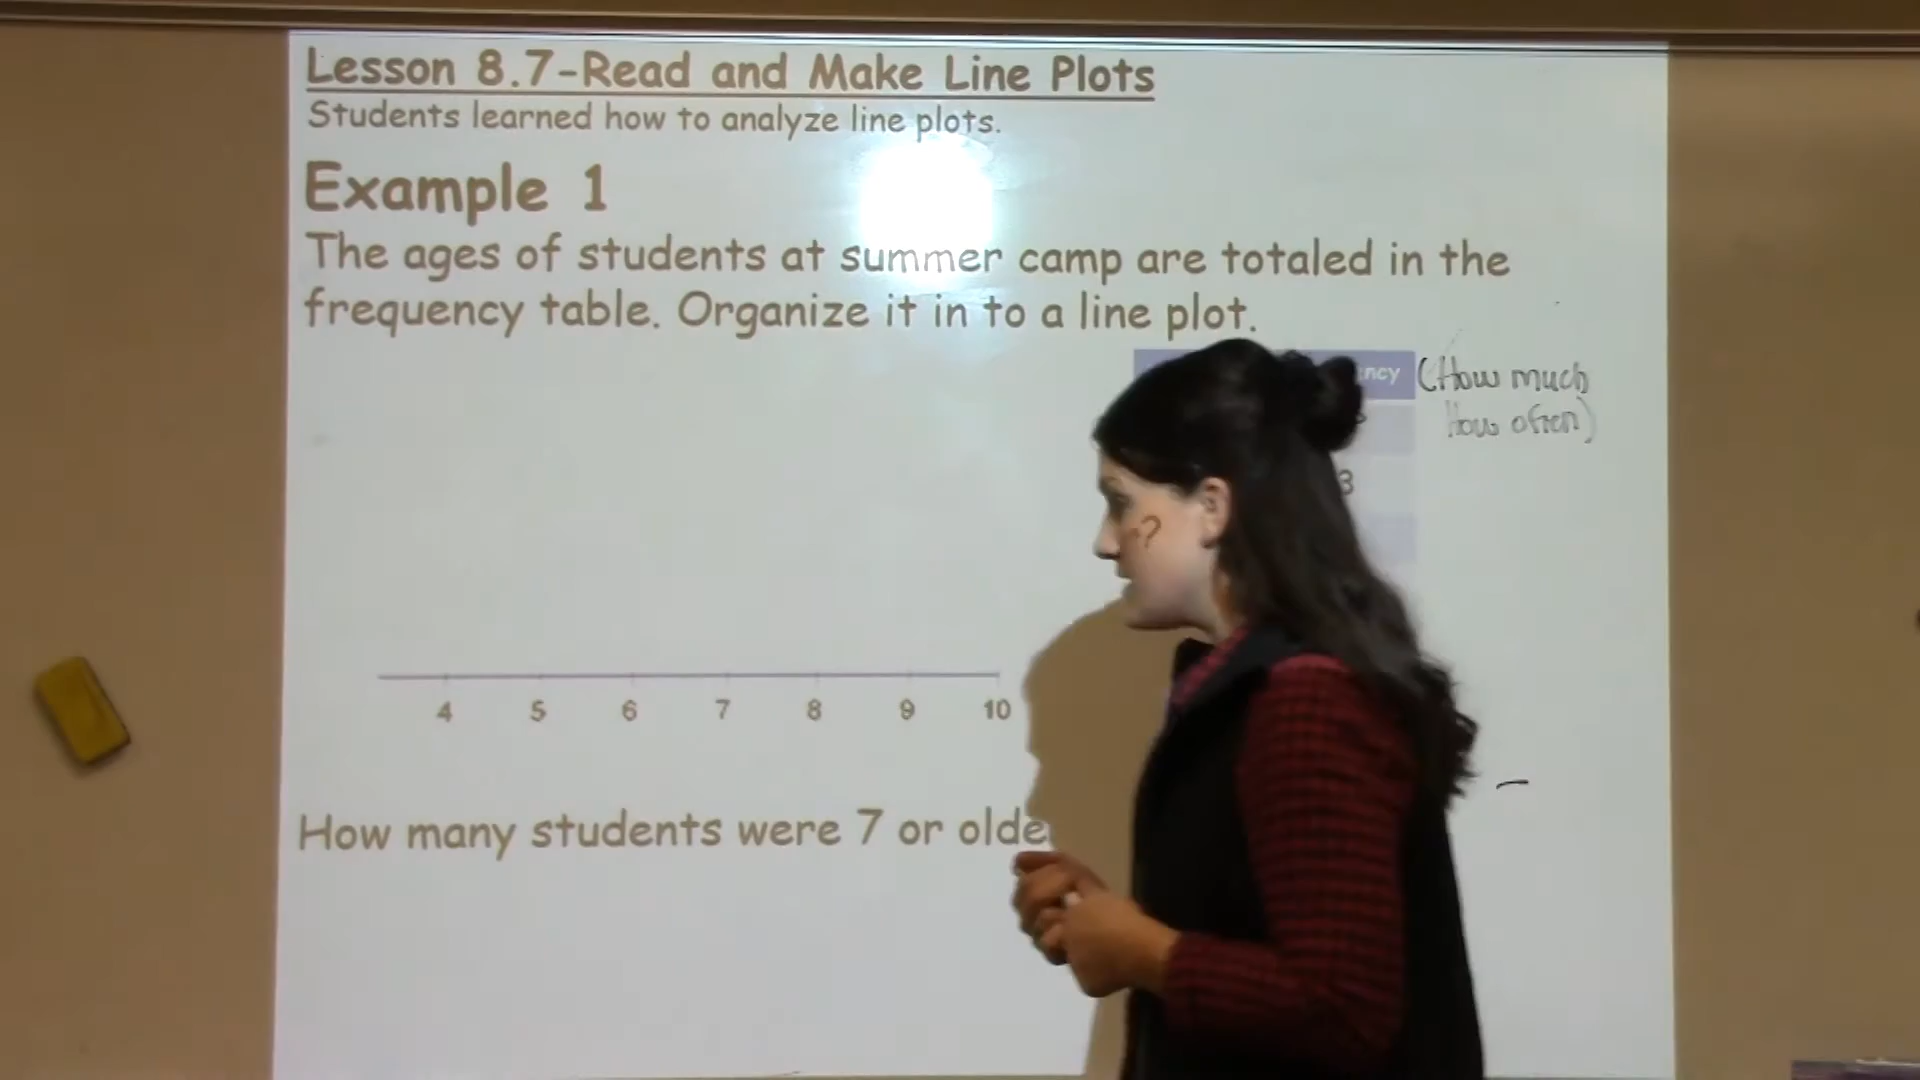 Lesson 8.7-Read and Make Line Plots
Students learned how to analyze line plots.
Example 1
The ages of students at summer camp are totaled in the
frequency table. Organize it in to a line plot.
ncy (How much
How often)
3
4 5 6 7 8 9 10
How many students were 7 or olde